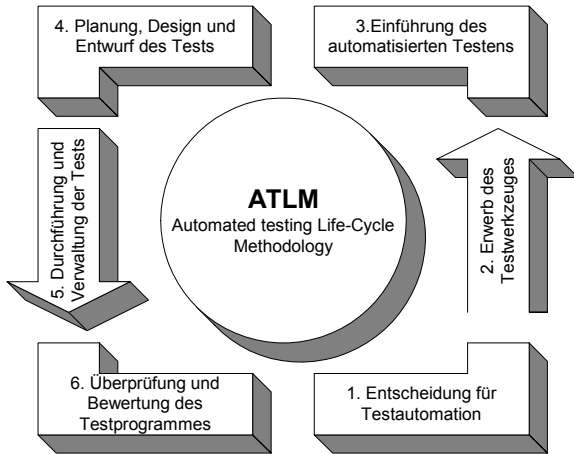 4. Planung, Design und
Entwurf des Tests
3.Einführung des
automatisierten Testens
5. Durchführung und
Verwaltung der Tests
ATLM
Automated testing Life-Cycle
Methodology
2. Erwerb des
Testwerkzeuges
6. Überprüfung und
Bewertung des
Testprogrammes
1. Entscheidung für
Testautomation